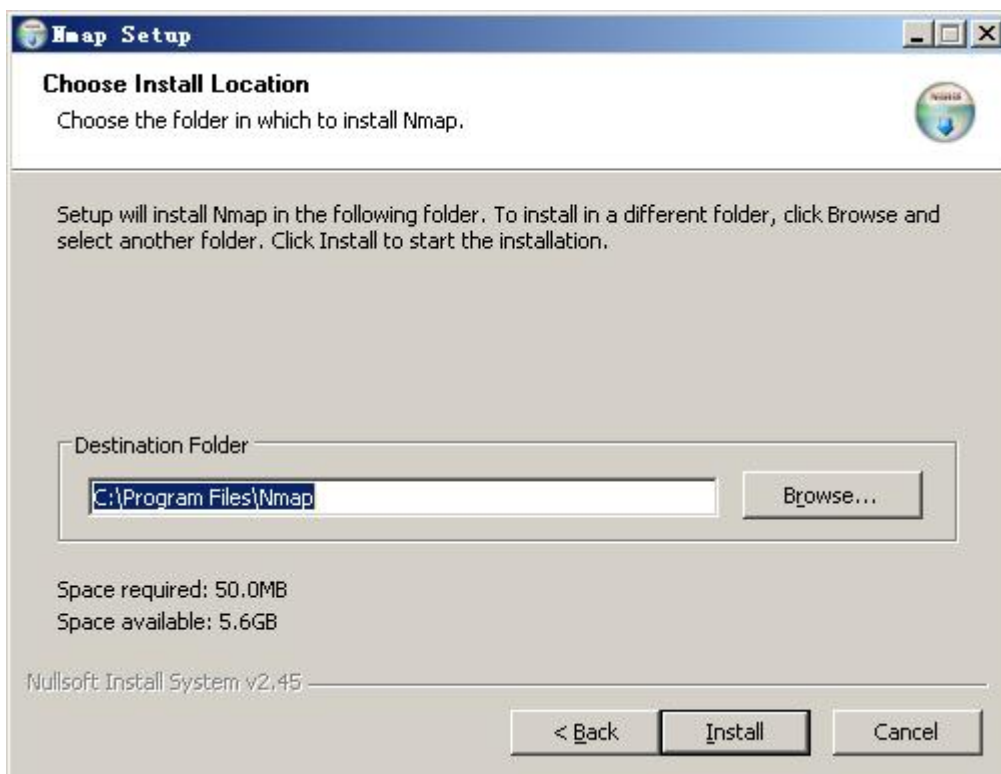 Nmap Setup
Choose Install Location
Choose the folder in which to install Nmap.
Setup will install Nmap in the following folder. To install in a different folder, click Browse and
select another folder. Click Install to start the installation.
Destination Folder
C:\Program Files\Nmap
Browse...
Space required: 50.0MB
Space available: 5.6GB
Nullsoft Install System v2.45
< Back
Install
Cancel